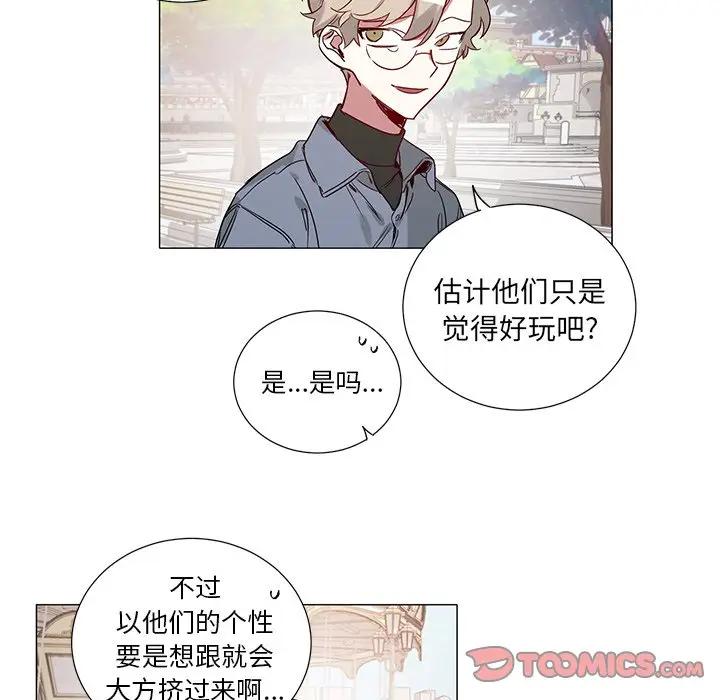 估计他们只是
觉得好玩吧?
是...是吗...
不过
以他们的个性
要是想跟就会
大方挤过来啊...
TOOMICS.COM